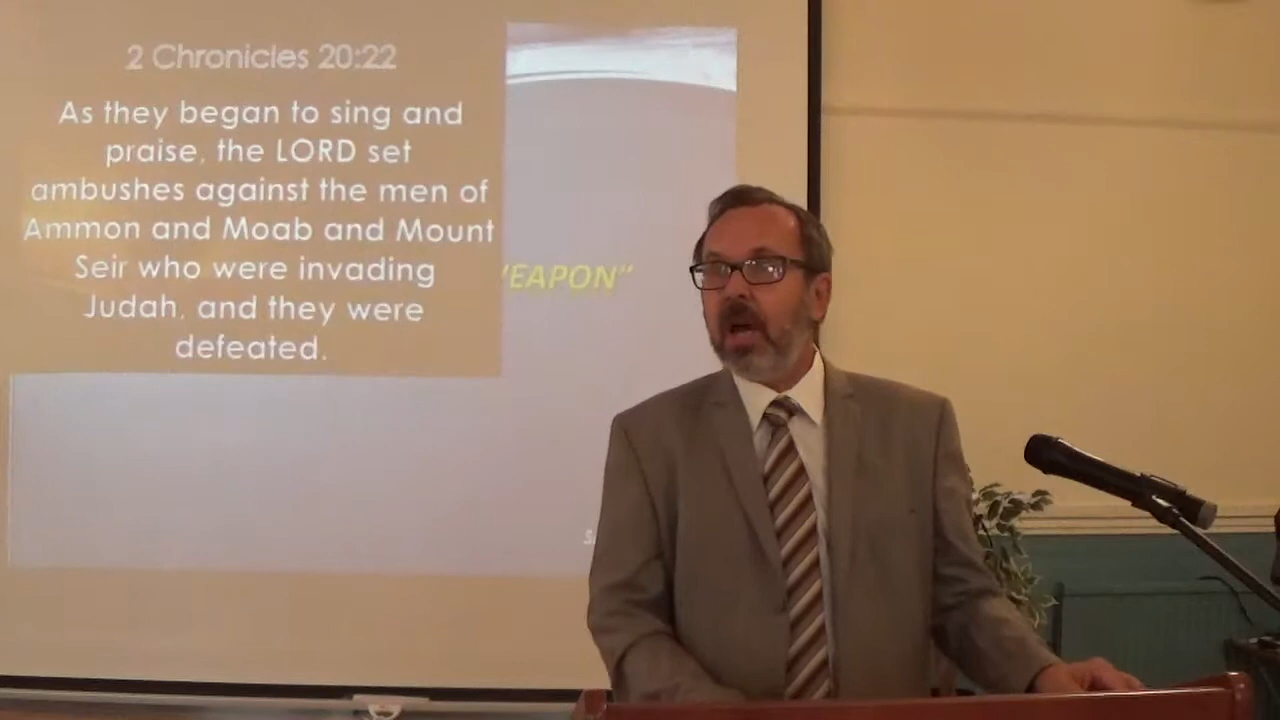 2 Chronicles 20:22
As they began to sing and
praise, the LORD set
ambushes against the men of
Ammon and Moab and Mount
Seir who were invading
Judah, and they were
defeated.
EAPON"